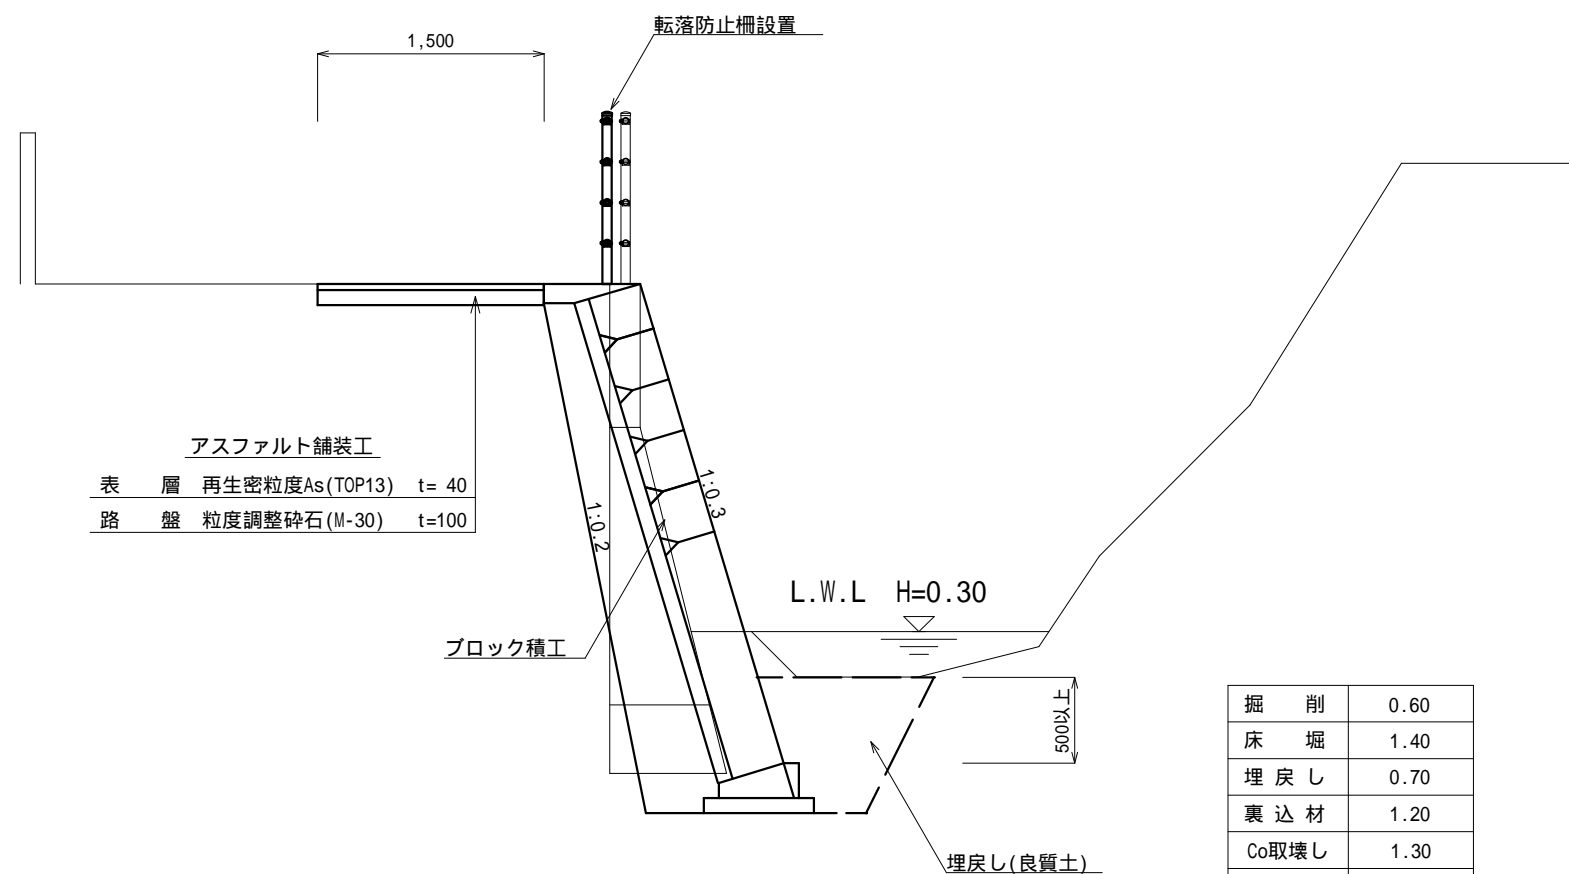 転落防止柵設置
1,500
アスファルト舗装工
表 層 再生密粒度As(TOP13) t= 40
路 盤 粒度調整砕石(M-30) t=100
1:0.2
1:0.3
L.W.L H=0.30
ブロック積工
500以上
埋戻し(良質土)
掘 削 0.60
床 堀 1.40
埋 戻 し 0.70
裏 込 材 1.20
Co取壊し 1.30